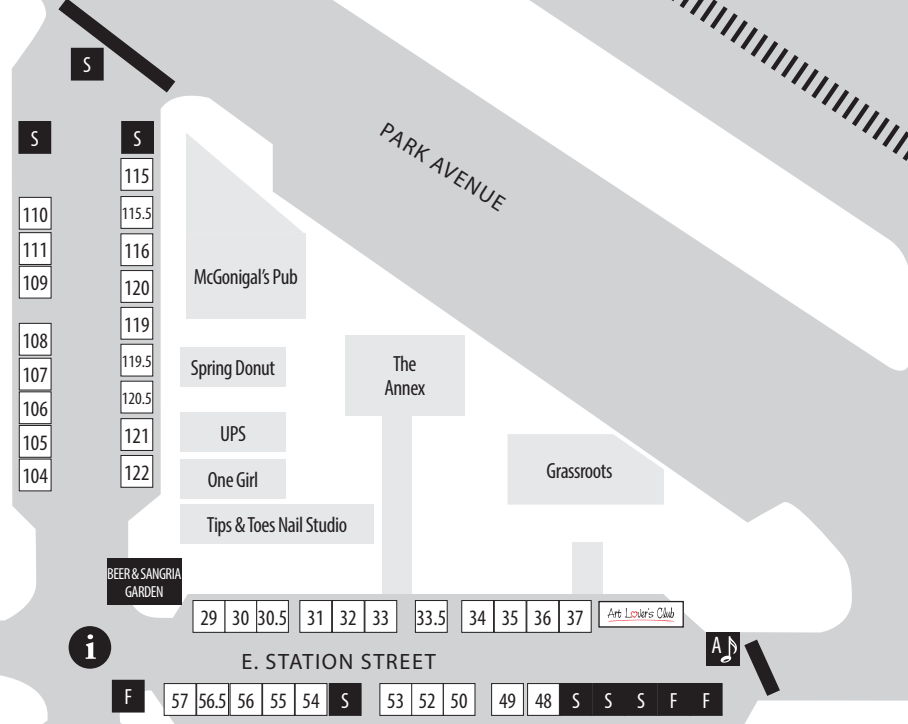 S
S
S
115
110
115.5
111
116
109
120
119
108
119.5
107
120.5
106
105
121
104
122
PARK AVENUE
McGonigal's Pub
Spring Donut
The
Annex
UPS
One Girl
Grassroots
Tips & Toes Nail Studio
BEER & SANGRIA
GARDEN
29 30 30.5 31 32 33 33.5 34 35 36 37 Art Lover's Club
i
E. STATION STREET
A
F 57 56.5 56 55 54 S 53 52 50 49 48 S S S F F